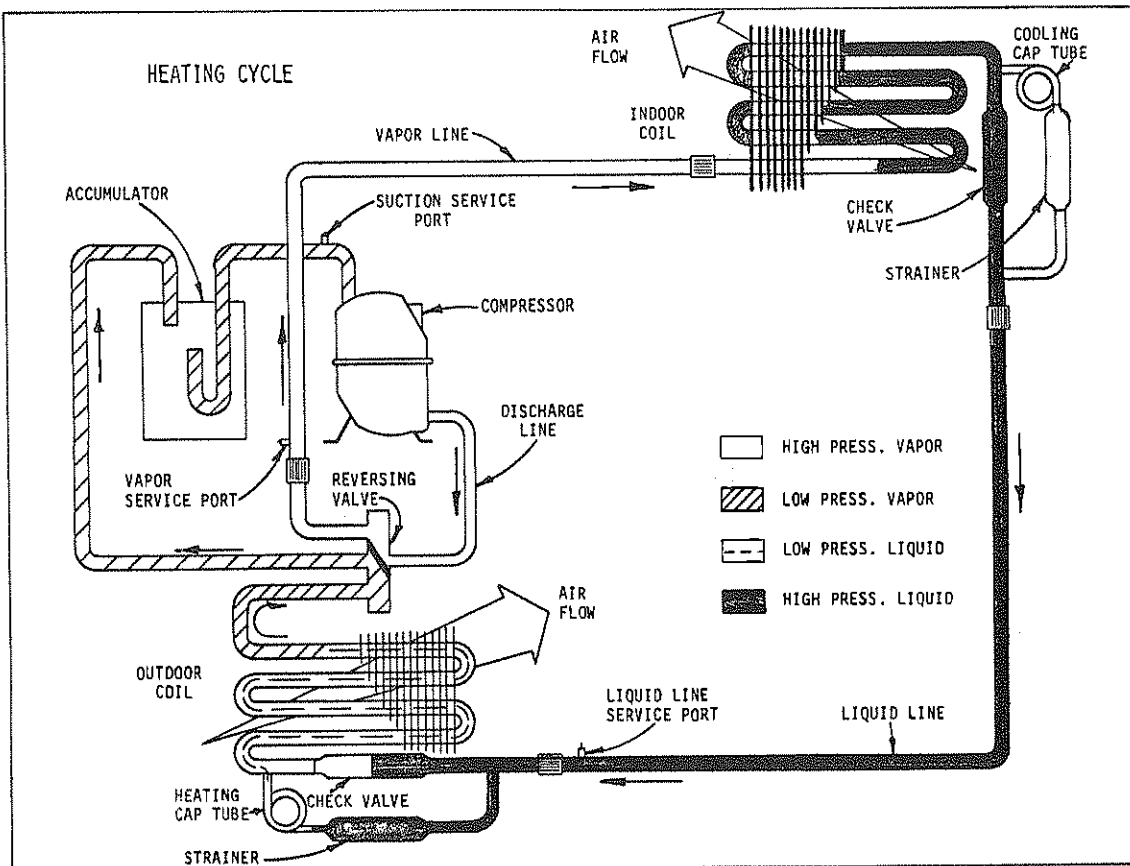 HEATING CYCLE
AIR
FLOW
COOLING
CAP TUBE
INDOOR
COIL
VAPOR LINE
ACCUMULATOR
SUCTION SERVICE
PORT
CHECK
VALVE
STRAINER
COMPRESSOR
DISCHARGE
LINE
VAPOR
SERVICE PORT
REVERSING
VALVE
HIGH PRESS. VAPOR
LOW PRESS. VAPOR
LOW PRESS. LIQUID
HIGH PRESS. LIQUID
AIR
FLOW
OUTDOOR
COIL
LIQUID LINE
SERVICE PORT
LIQUID LINE
HEATING
CAP TUBE
CHECK VALVE
STRAINER